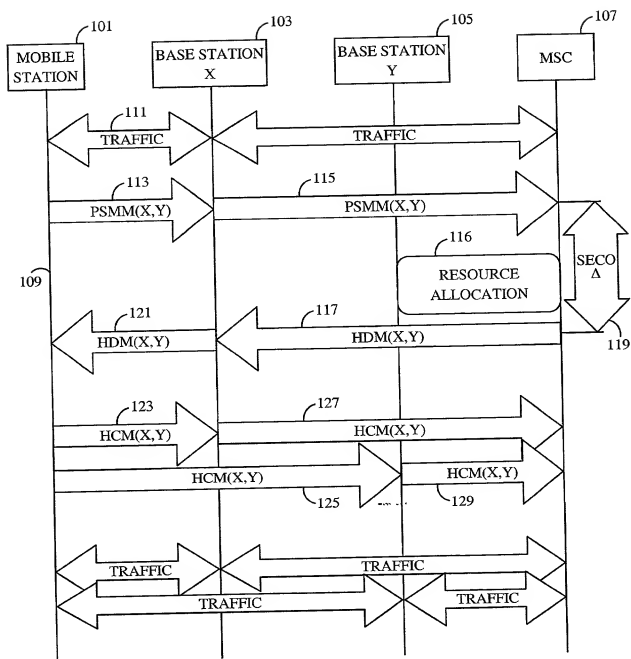 101
103
105
107
MOBILE
STATION
BASE STATION
X
BASE STATION
Y
MSC
111
TRAFFIC
TRAFFIC
113
115
PSMM(X,Y)
PSMM(X,Y)
116
109
RESOURCE
ALLOCATION
SECO
Δ
121
117
HDM(X,Y)
HDM(X,Y)
119
123
127
HCM(X,Y)
HCM(X,Y)
HCM(X,Y)
HCM(X,Y)
125
129
TRAFFIC
TRAFFIC
TRAFFIC
TRAFFIC